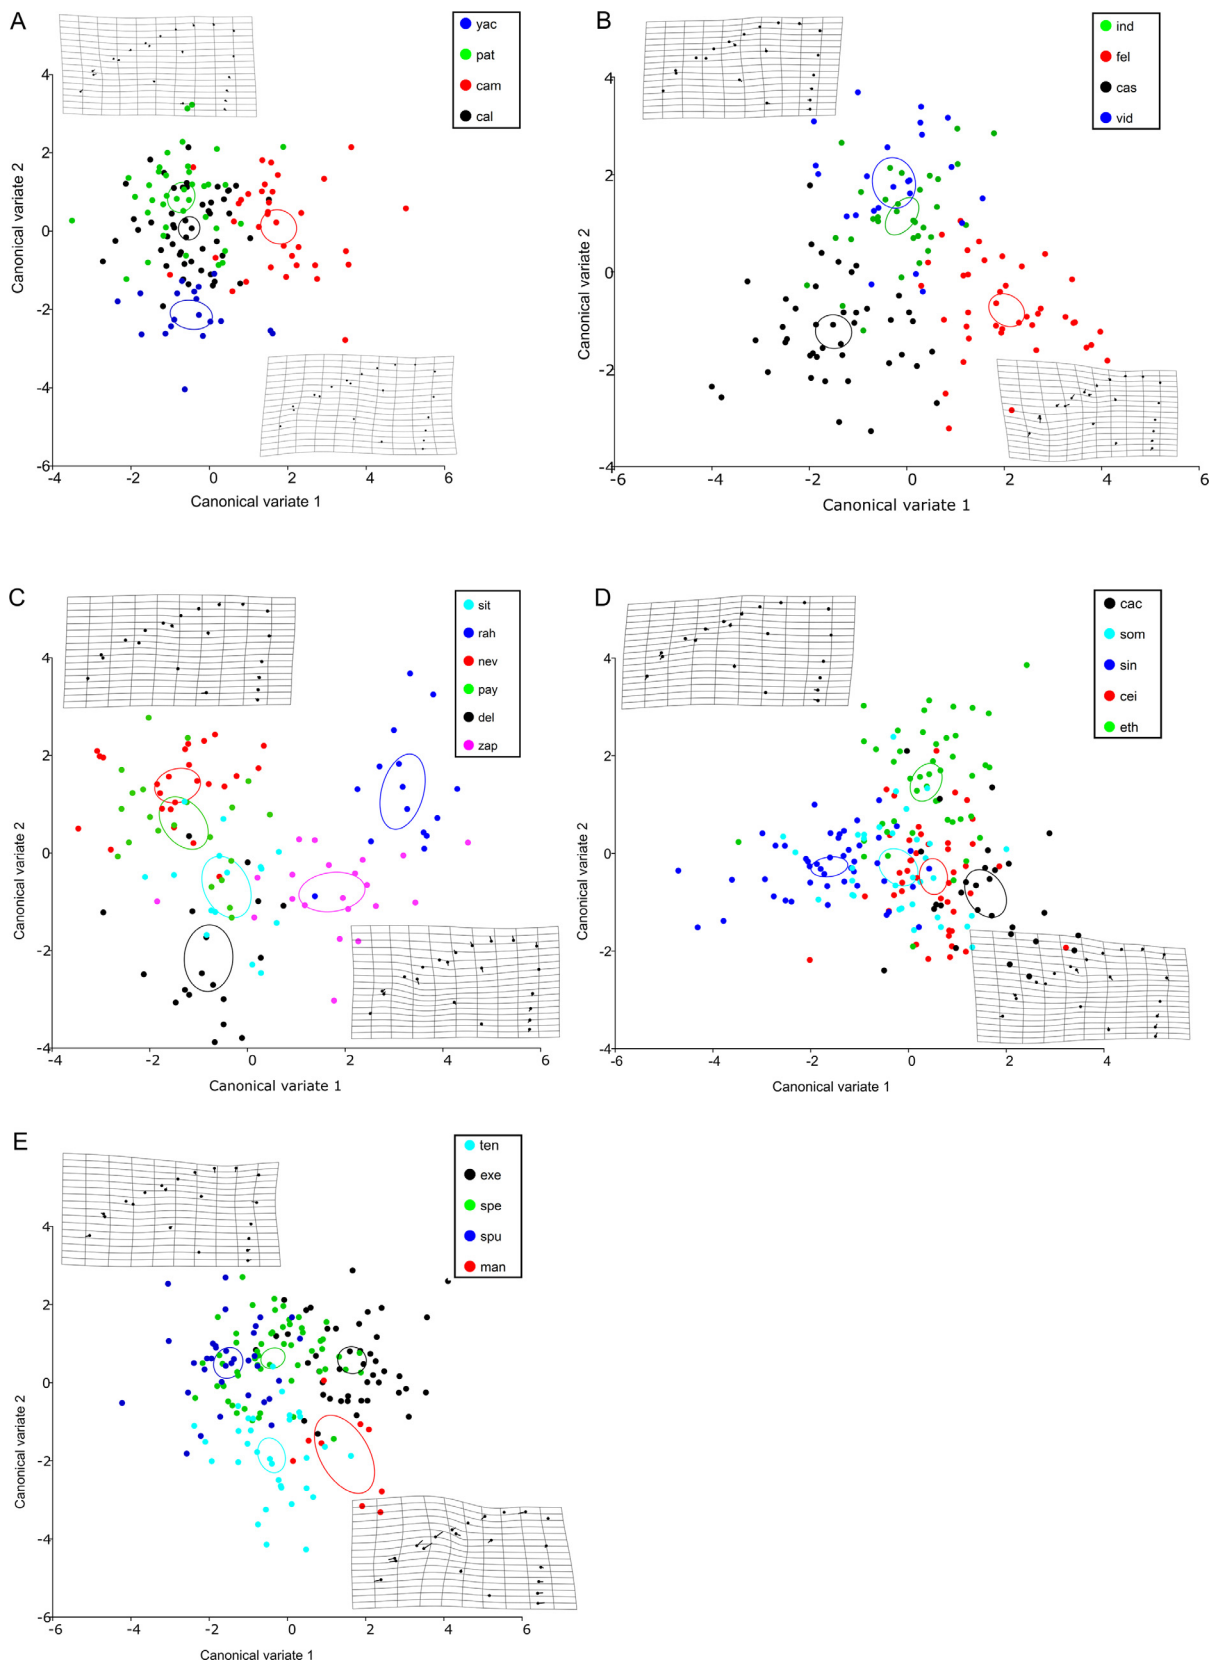 A
yac
pat
cam
cal
4
2
0
-2
-4
-6
-4
-2
0
2
4
6
Canonical variate 1
Canonical variate 2
B
ind
fel
cas
vid
4
2
0
-2
-4
-6
-4
-2
0
2
4
6
Canonical variate 1
Canonical variate 2
C
sit
rah
nev
pay
del
zap
4
2
0
-2
-4
-4
-2
0
2
4
6
Canonical variate 1
Canonical variate 2
D
cac
som
sin
cei
eth
4
2
0
-2
-4
-6
-4
-2
0
2
4
Canonical variate 1
Canonical variate 2
E
ten
exe
spe
spu
man
4
2
0
-2
-4
-6
-6
-4
-2
0
2
4
6
Canonical variate 1
Canonical variate 2